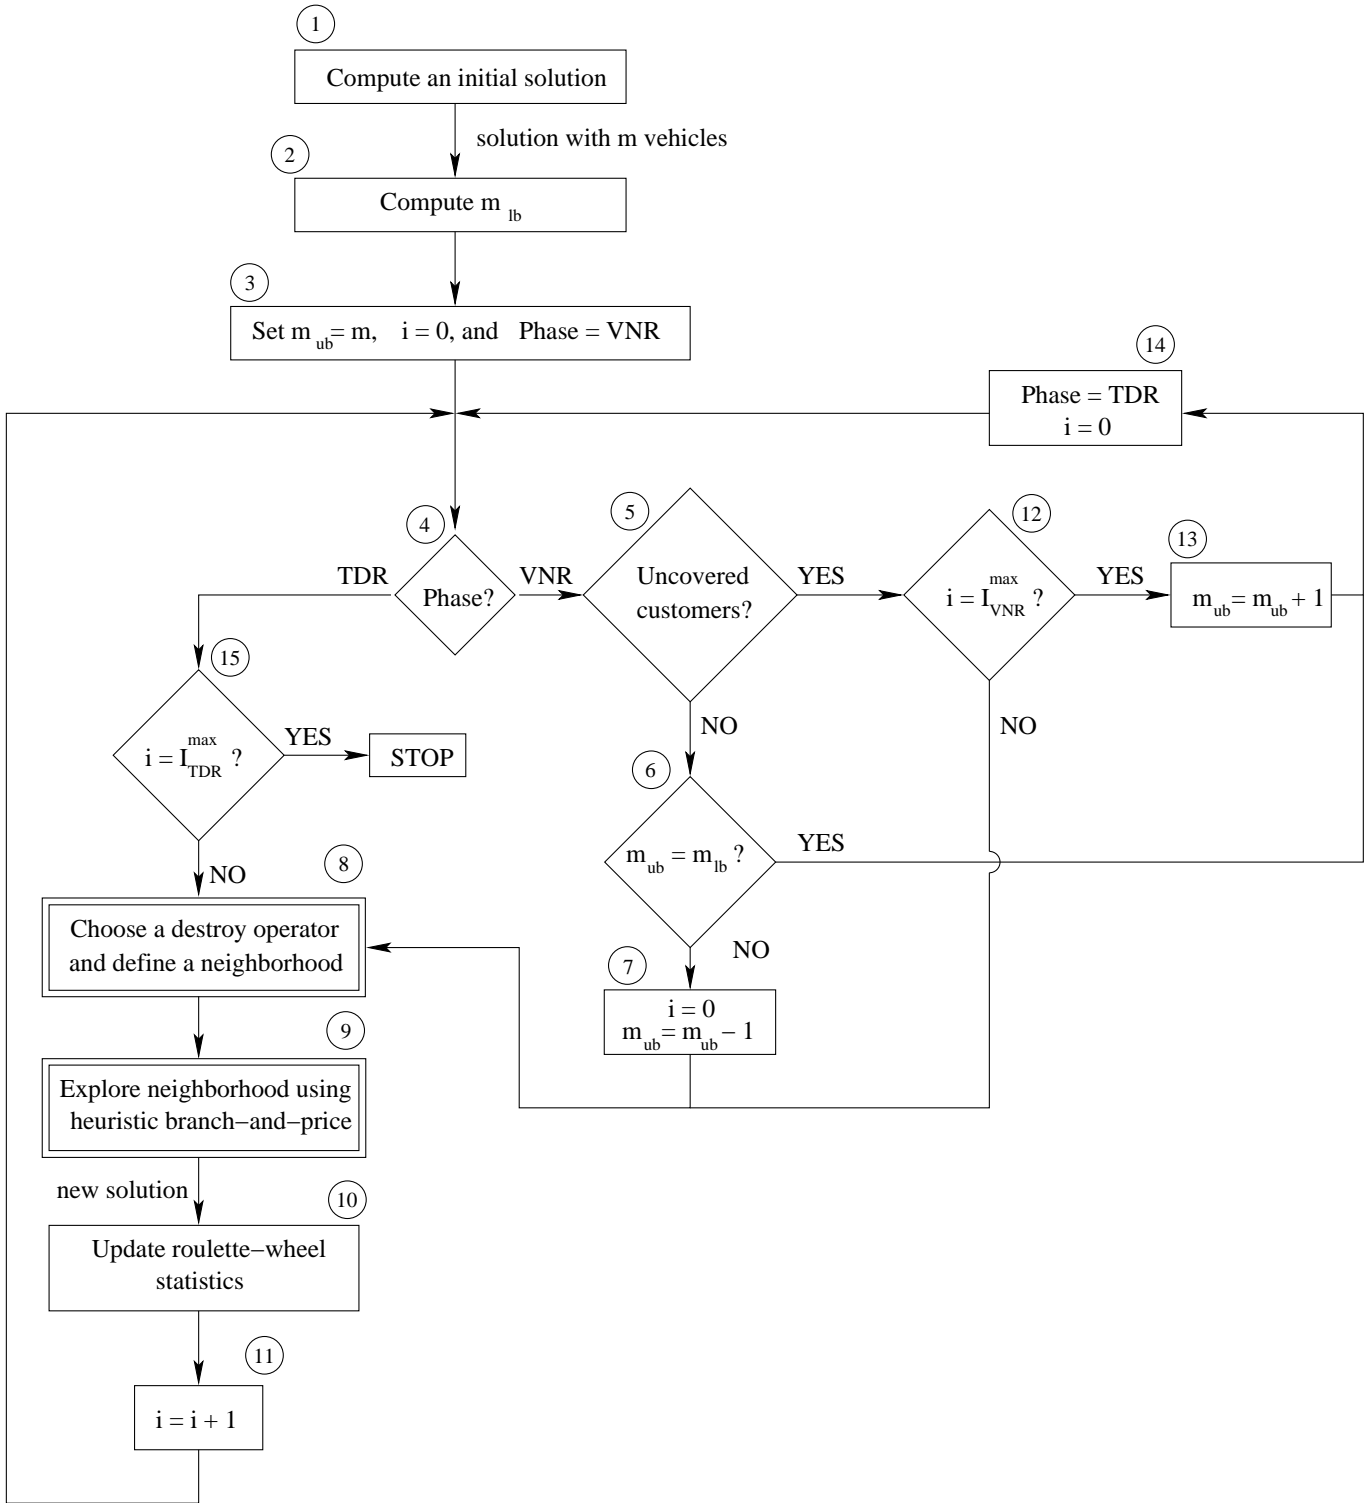 1
Compute an initial solution
solution with m vehicles
2
Compute m lb
3
Set m ub = m, i = 0, and Phase = VNR
14
Phase = TDR
i = 0
4
Phase?
TDR
VNR
5
Uncovered
customers?
YES
NO
12
i = I max VNR ?
YES
NO
13
m ub = m ub + 1
15
i = I max TDR ?
YES
STOP
NO
6
m ub = m lb ?
YES
NO
7
i = 0
m ub = m ub − 1
8
Choose a destroy operator
and define a neighborhood
9
Explore neighborhood using
heuristic branch−and−price
new solution
10
Update roulette−wheel
statistics
11
i = i + 1